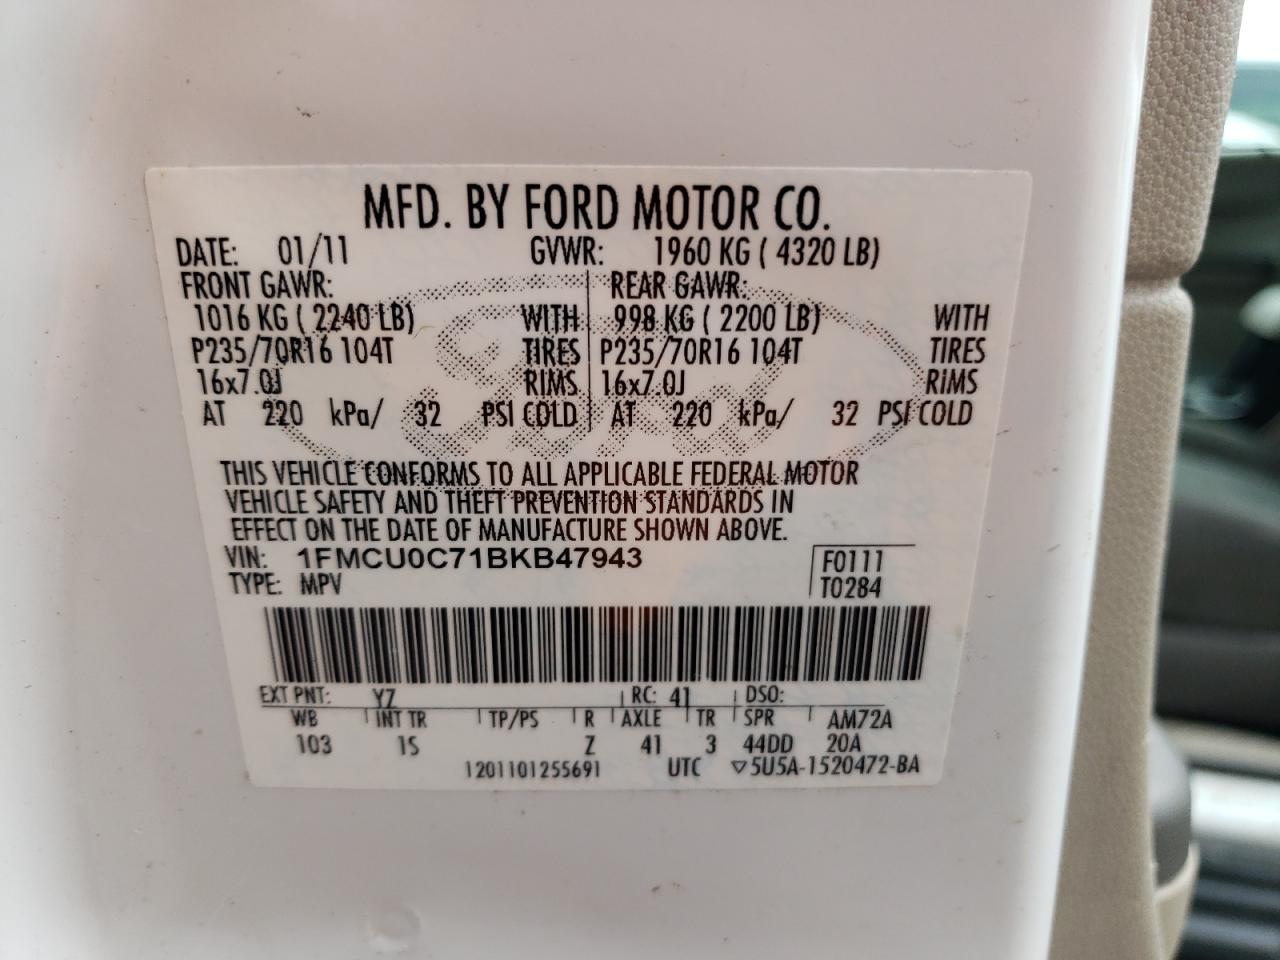 MFD. BY FORD MOTOR CO.
DATE: 01/11 GVWR: 1960 KG ( 4320 LB)
FRONT GAWR: REAR GAWR:
1016 KG ( 2240 LB) WITH 998 KG ( 2200 LB) WITH
P235/70R16 104T TIRES P235/70R16 104T TIRES
16x7.0J RIMS 16x7.0J RIMS
AT 220 kPa/ 32 PSI COLD AT 220 kPa/ 32 PSI COLD
Ford
THIS VEHICLE CONFORMS TO ALL APPLICABLE FEDERAL MOTOR
VEHICLE SAFETY AND THEFT PREVENTION STANDARDS IN
EFFECT ON THE DATE OF MANUFACTURE SHOWN ABOVE.
VIN: 1FMCU0C71BKB47943 F0111
TYPE: MPV T0284
EXT PNT: YZ RC: 41 DSO:
WB INT TR TP/PS R AXLE TR SPR AM72A
103 1S Z 41 3 44DD 20A
1201101255691 UTC ▽5U5A-1520472-BA